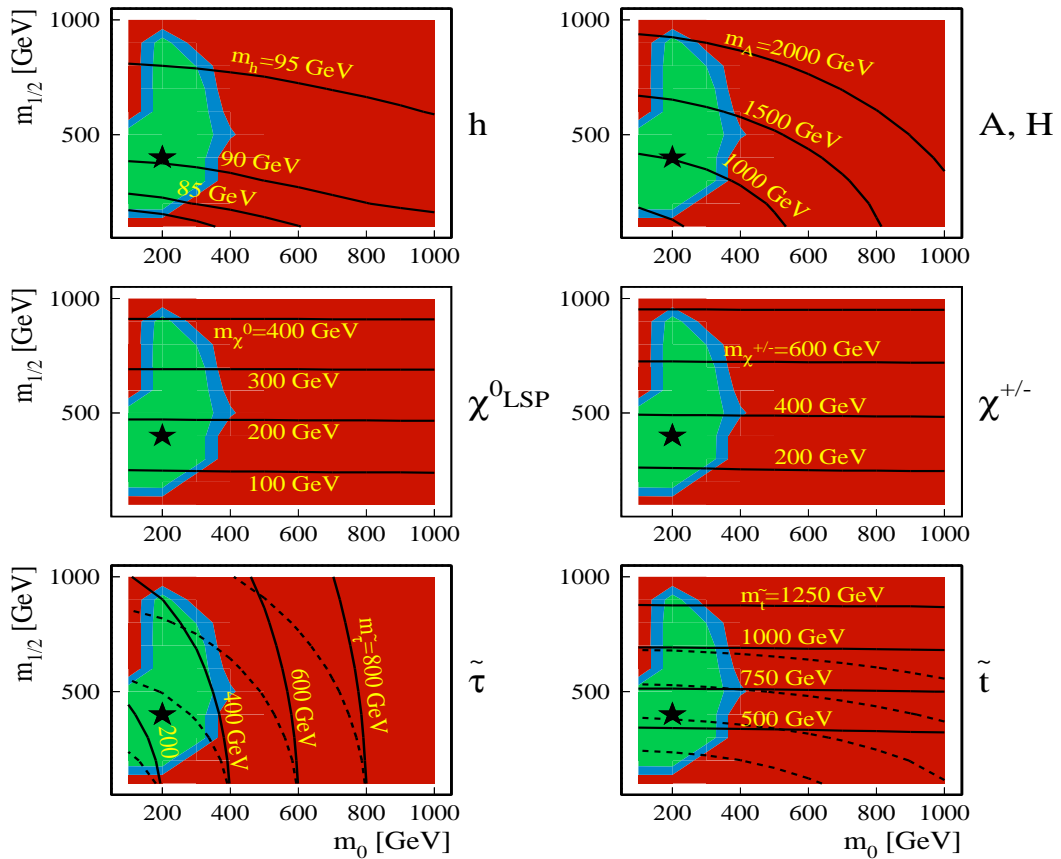 m1/2 [GeV]
1000
500
mh=95 GeV
90 GeV
85 GeV
200 400 600 800 1000
h
1000
500
mA=2000 GeV
1500 GeV
1000 GeV
200 400 600 800 1000
A, H
m1/2 [GeV]
1000
500
mχ0=400 GeV
300 GeV
200 GeV
100 GeV
200 400 600 800 1000
χ0LSP
1000
500
mχ+/-=600 GeV
400 GeV
200 GeV
200 400 600 800 1000
χ+/-
m1/2 [GeV]
1000
500
200
400 GeV
600 GeV
mτ̃=800 GeV
200 400 600 800 1000
m0 [GeV]
τ̃
1000
500
mt̃=1250 GeV
1000 GeV
750 GeV
500 GeV
200 400 600 800 1000
m0 [GeV]
t̃